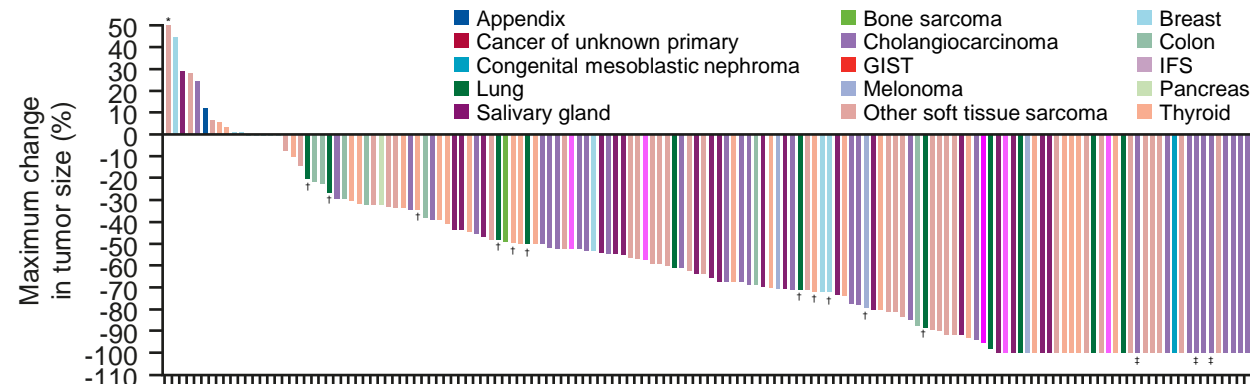 Maximum change
in tumor size (%)
50
40
30
20
10
0
-10
-20
-30
-40
-50
-60
-70
-80
-90
-100
-110
Appendix
Cancer of unknown primary
Congenital mesoblastic nephroma
Lung
Salivary gland
Bone sarcoma
Cholangiocarcinoma
GIST
Melonoma
Other soft tissue sarcoma
Breast
Colon
IFS
Pancreas
Thyroid
*
† † † † † † † † † † †
‡ ‡ ‡